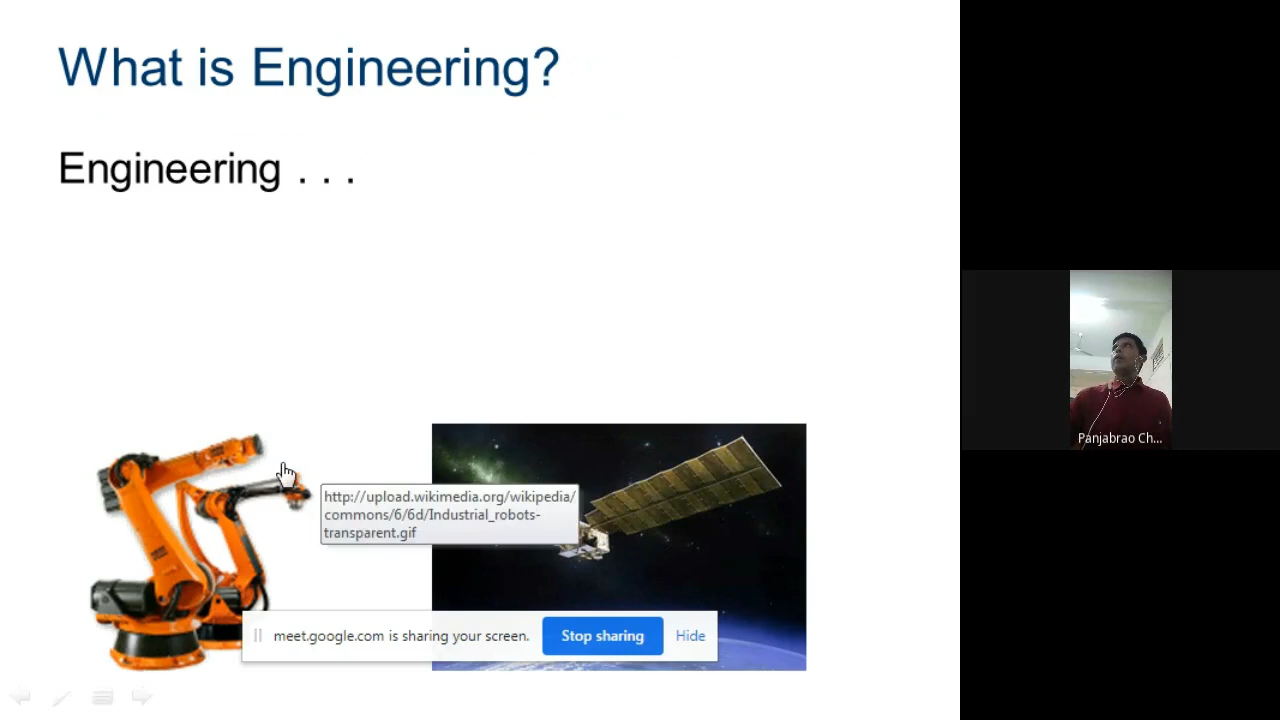 What is Engineering?
Engineering . . .
http://upload.wikimedia.org/wikipedia/
commons/6/6d/Industrial_robots-
transparent.gif
meet.google.com is sharing your screen.
Stop sharing
Hide
Panjabrao Ch...